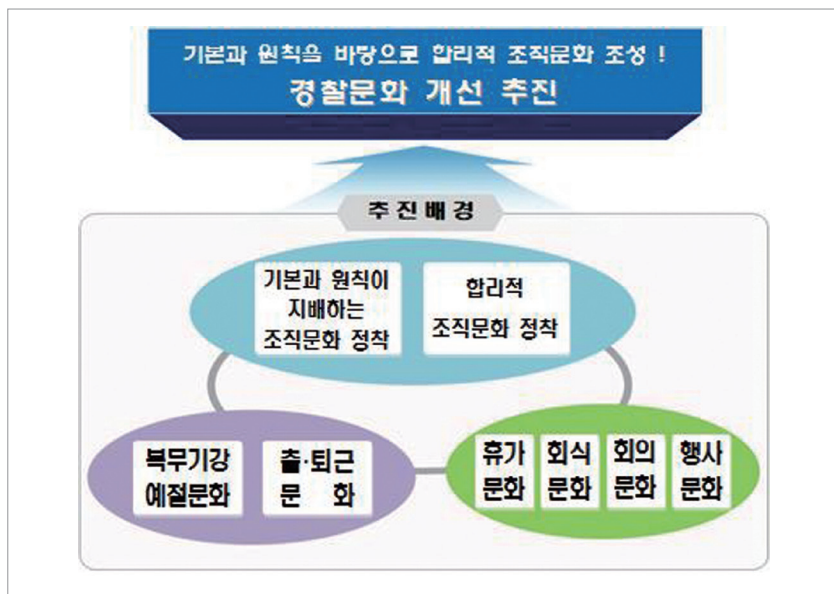 기본과 원칙을 바탕으로 합리적 조직문화 조성 !
경찰문화 개선 추진
추 진 배 경
기본과 원칙이
지배하는
조직문화 정착
합리적
조직문화 정착
복무기강
예절문화
출·퇴근
문 화
휴가
문화
회식
문화
회의
문화
행사
문화